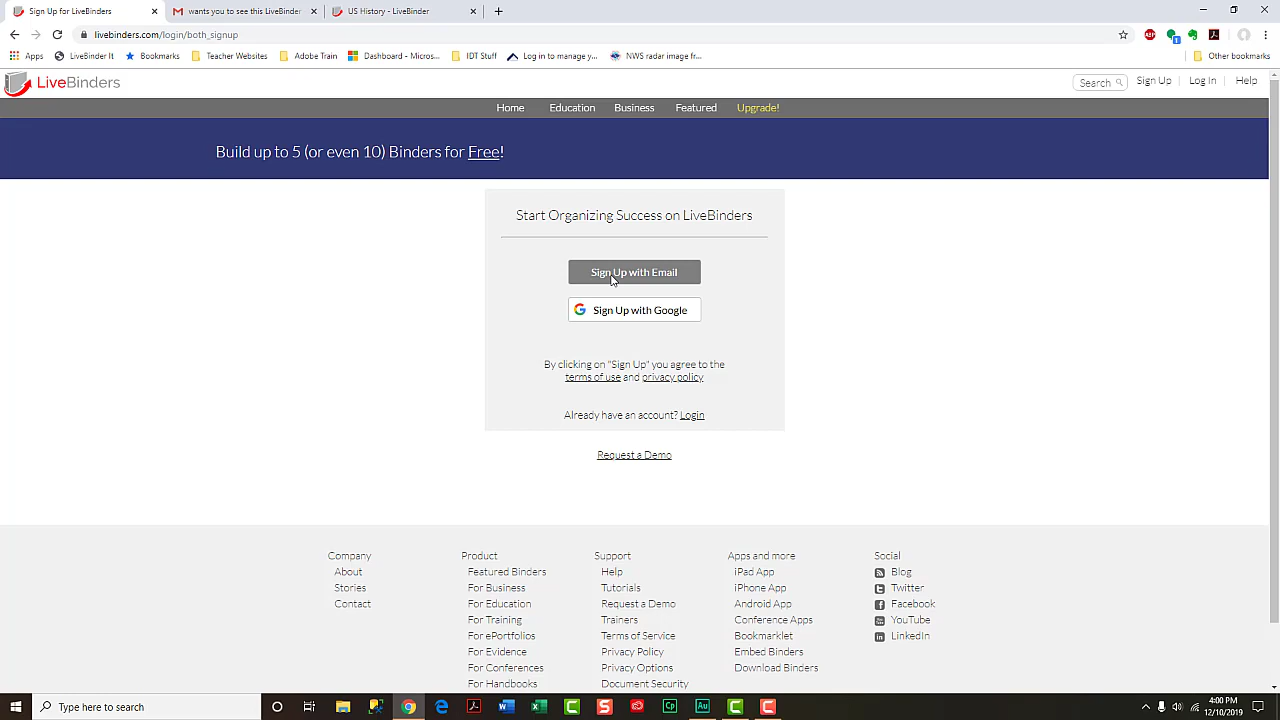 Sign Up for LiveBinders
wants you to see this LiveBinder
US History - LiveBinder
livebinders.com/login/both_signup
Apps
LiveBinder It
Bookmarks
Teacher Websites
Adobe Train
Dashboard - Micros...
IDT Stuff
Log in to manage y...
NWS radar image fr...
Other bookmarks
LiveBinders
Search
Sign Up
Log In
Help
Home
Education
Business
Featured
Upgrade!
Build up to 5 (or even 10) Binders for Free!
Start Organizing Success on LiveBinders
Sign Up with Email
Sign Up with Google
By clicking on "Sign Up" you agree to the
terms of use and privacy policy
Already have an account? Login
Request a Demo
Company
About
Stories
Contact
Product
Featured Binders
For Business
For Education
For Training
For ePortfolios
For Evidence
For Conferences
For Handbooks
Support
Help
Tutorials
Request a Demo
Trainers
Terms of Service
Privacy Policy
Privacy Options
Document Security
Apps and more
iPad App
iPhone App
Android App
Conference Apps
Bookmarklet
Embed Binders
Download Binders
Social
Blog
Twitter
Facebook
YouTube
LinkedIn
Type here to search
4:00 PM
12/10/2019